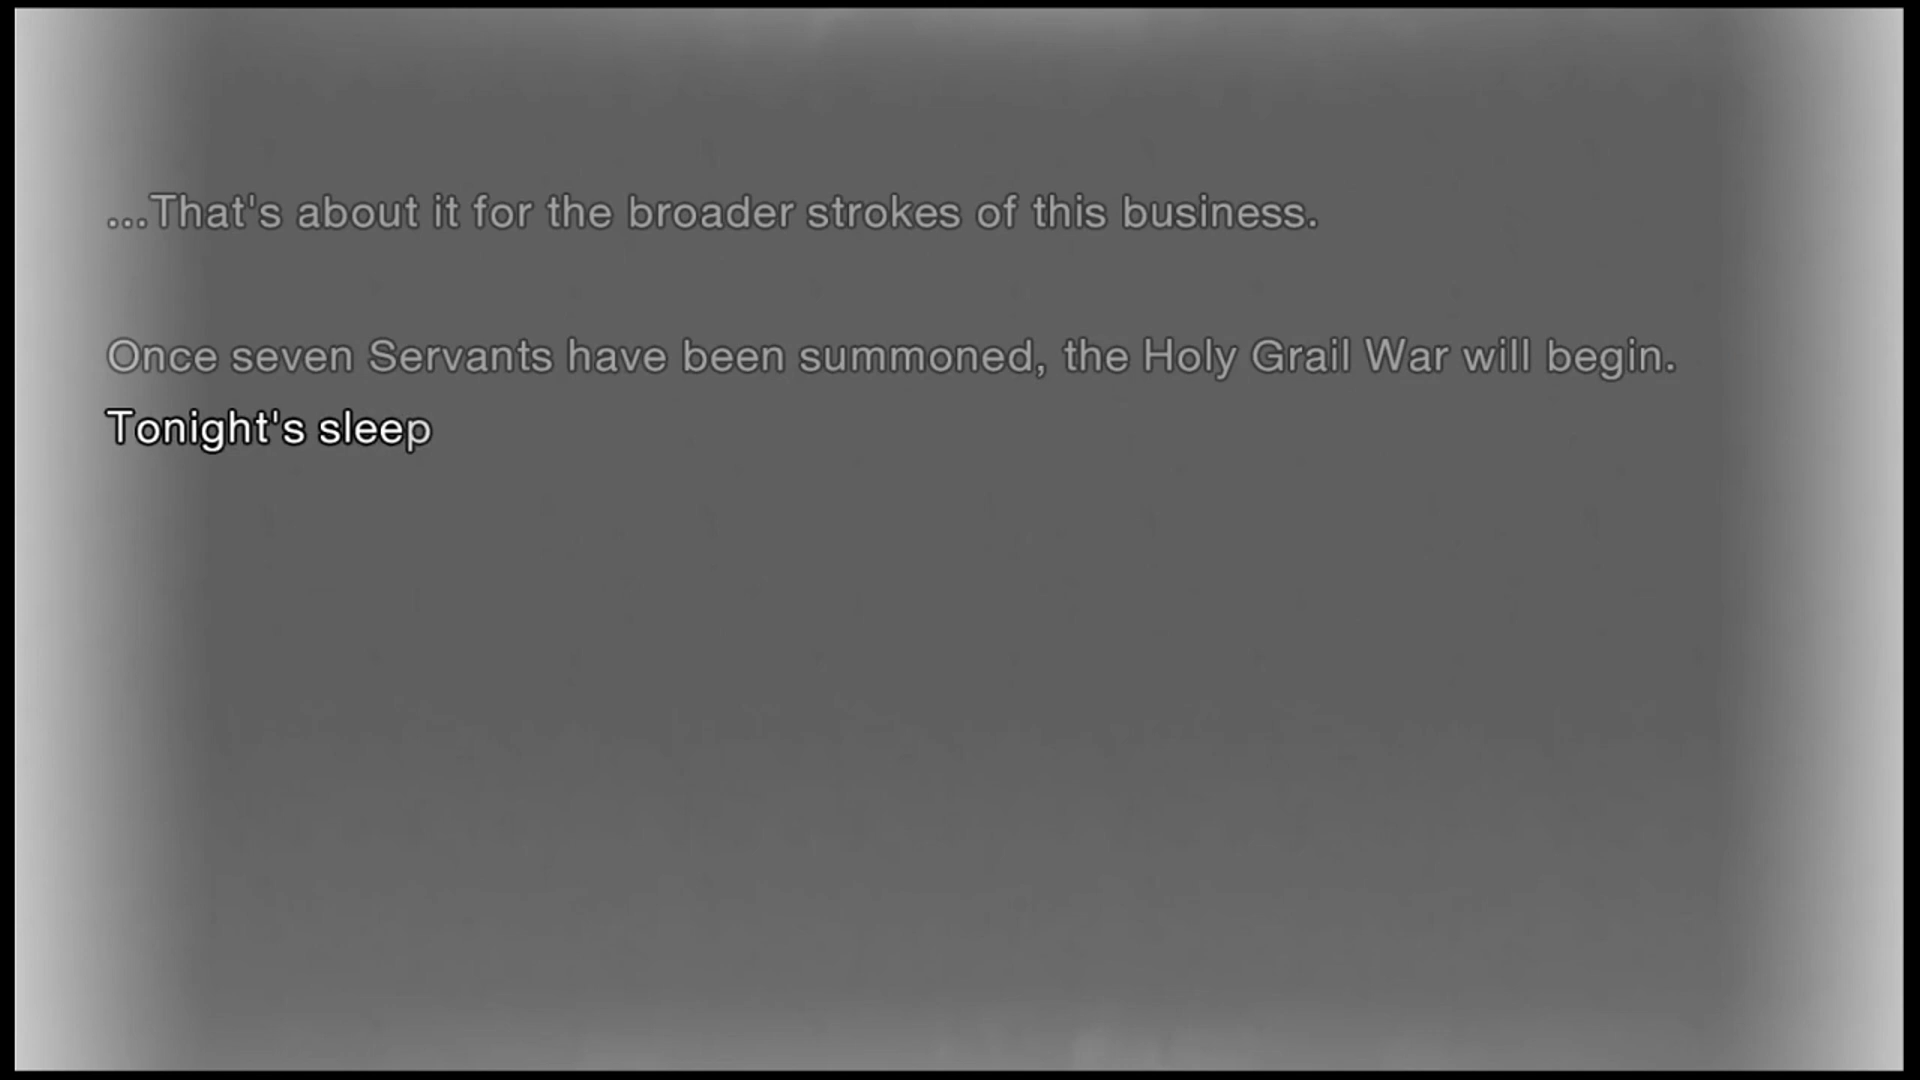 ...That's about it for the broader strokes of this business.
Once seven Servants have been summoned, the Holy Grail War will begin.
Tonight's sleep